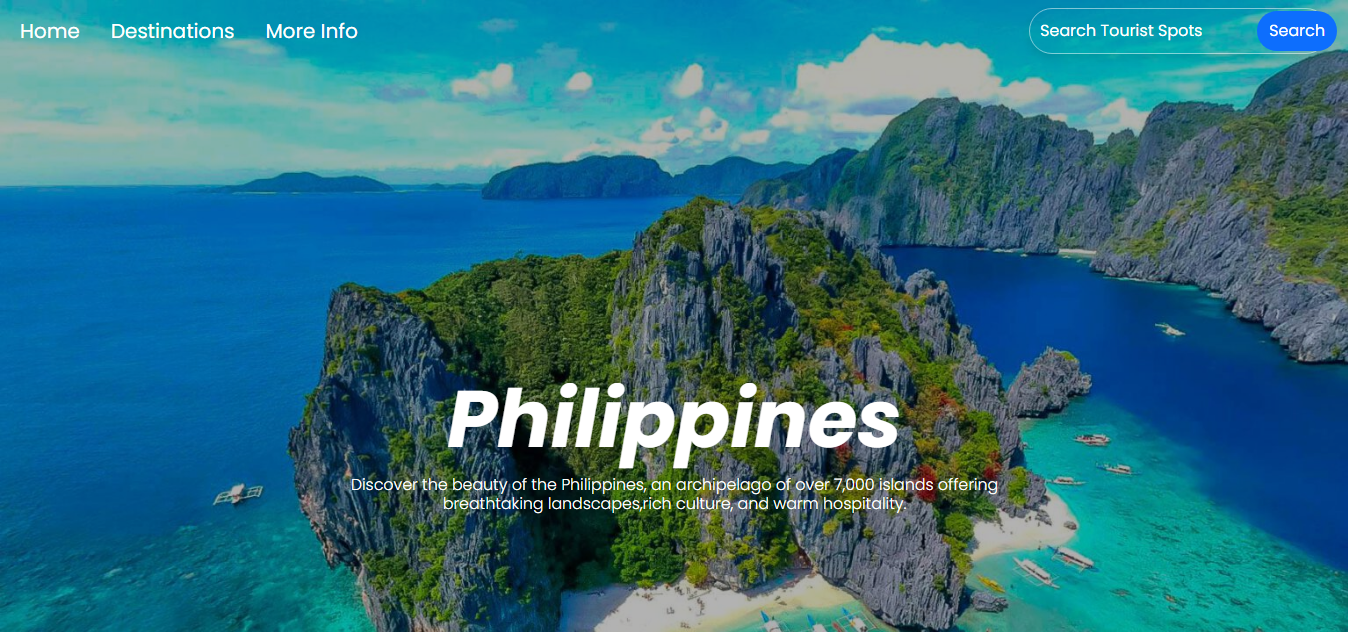 Home Destinations More Info Search Tourist Spots Search
Philippines
Discover the beauty of the Philippines, an archipelago of over 7,000 islands offering
breathtaking landscapes,rich culture, and warm hospitality.